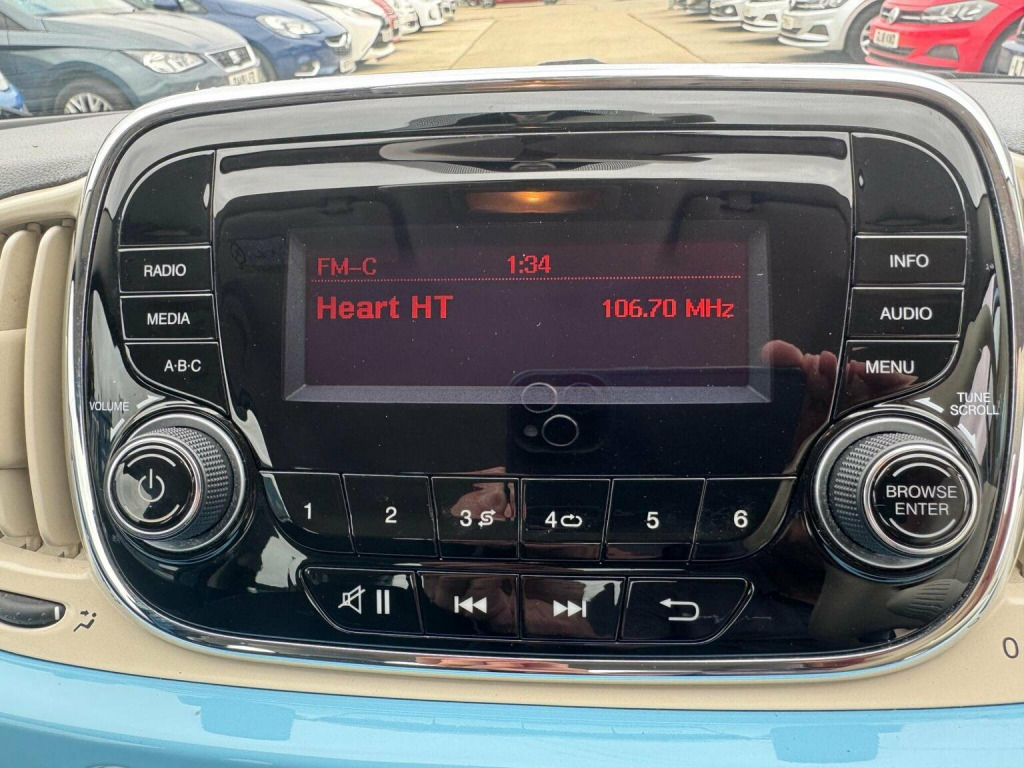 FM-C 1:34
Heart HT 106.70 MHz
RADIO
MEDIA
A·B·C
VOLUME
INFO
AUDIO
MENU
TUNE
SCROLL
BROWSE
ENTER
1 2 3 4 5 6
0